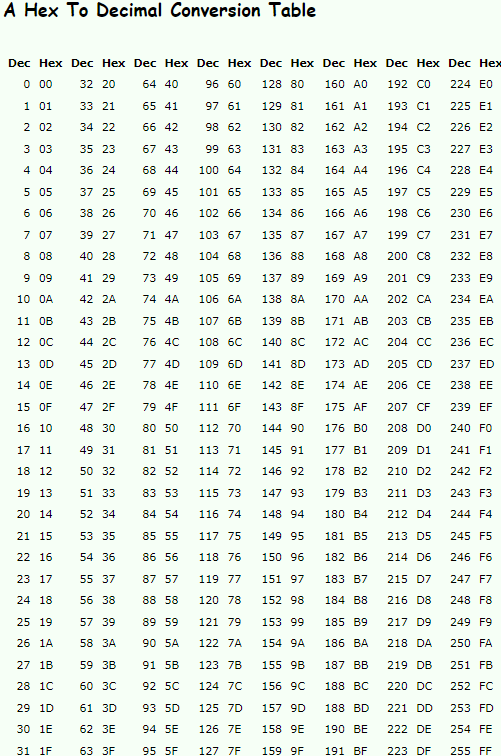 A Hex To Decimal Conversion Table
Dec Hex Dec Hex Dec Hex Dec Hex Dec Hex Dec Hex Dec Hex Dec Hex
0 00 32 20 64 40 96 60 128 80 160 A0 192 C0 224 E0
1 01 33 21 65 41 97 61 129 81 161 A1 193 C1 225 E1
2 02 34 22 66 42 98 62 130 82 162 A2 194 C2 226 E2
3 03 35 23 67 43 99 63 131 83 163 A3 195 C3 227 E3
4 04 36 24 68 44 100 64 132 84 164 A4 196 C4 228 E4
5 05 37 25 69 45 101 65 133 85 165 A5 197 C5 229 E5
6 06 38 26 70 46 102 66 134 86 166 A6 198 C6 230 E6
7 07 39 27 71 47 103 67 135 87 167 A7 199 C7 231 E7
8 08 40 28 72 48 104 68 136 88 168 A8 200 C8 232 E8
9 09 41 29 73 49 105 69 137 89 169 A9 201 C9 233 E9
10 0A 42 2A 74 4A 106 6A 138 8A 170 AA 202 CA 234 EA
11 0B 43 2B 75 4B 107 6B 139 8B 171 AB 203 CB 235 EB
12 0C 44 2C 76 4C 108 6C 140 8C 172 AC 204 CC 236 EC
13 0D 45 2D 77 4D 109 6D 141 8D 173 AD 205 CD 237 ED
14 0E 46 2E 78 4E 110 6E 142 8E 174 AE 206 CE 238 EE
15 0F 47 2F 79 4F 111 6F 143 8F 175 AF 207 CF 239 EF
16 10 48 30 80 50 112 70 144 90 176 B0 208 D0 240 F0
17 11 49 31 81 51 113 71 145 91 177 B1 209 D1 241 F1
18 12 50 32 82 52 114 72 146 92 178 B2 210 D2 242 F2
19 13 51 33 83 53 115 73 147 93 179 B3 211 D3 243 F3
20 14 52 34 84 54 116 74 148 94 180 B4 212 D4 244 F4
21 15 53 35 85 55 117 75 149 95 181 B5 213 D5 245 F5
22 16 54 36 86 56 118 76 150 96 182 B6 214 D6 246 F6
23 17 55 37 87 57 119 77 151 97 183 B7 215 D7 247 F7
24 18 56 38 88 58 120 78 152 98 184 B8 216 D8 248 F8
25 19 57 39 89 59 121 79 153 99 185 B9 217 D9 249 F9
26 1A 58 3A 90 5A 122 7A 154 9A 186 BA 218 DA 250 FA
27 1B 59 3B 91 5B 123 7B 155 9B 187 BB 219 DB 251 FB
28 1C 60 3C 92 5C 124 7C 156 9C 188 BC 220 DC 252 FC
29 1D 61 3D 93 5D 125 7D 157 9D 188 BD 221 DD 253 FD
30 1E 62 3E 94 5E 126 7E 158 9E 190 BE 222 DE 254 FE
31 1F 63 3F 95 5F 127 7F 159 9F 191 BF 223 DF 255 FF